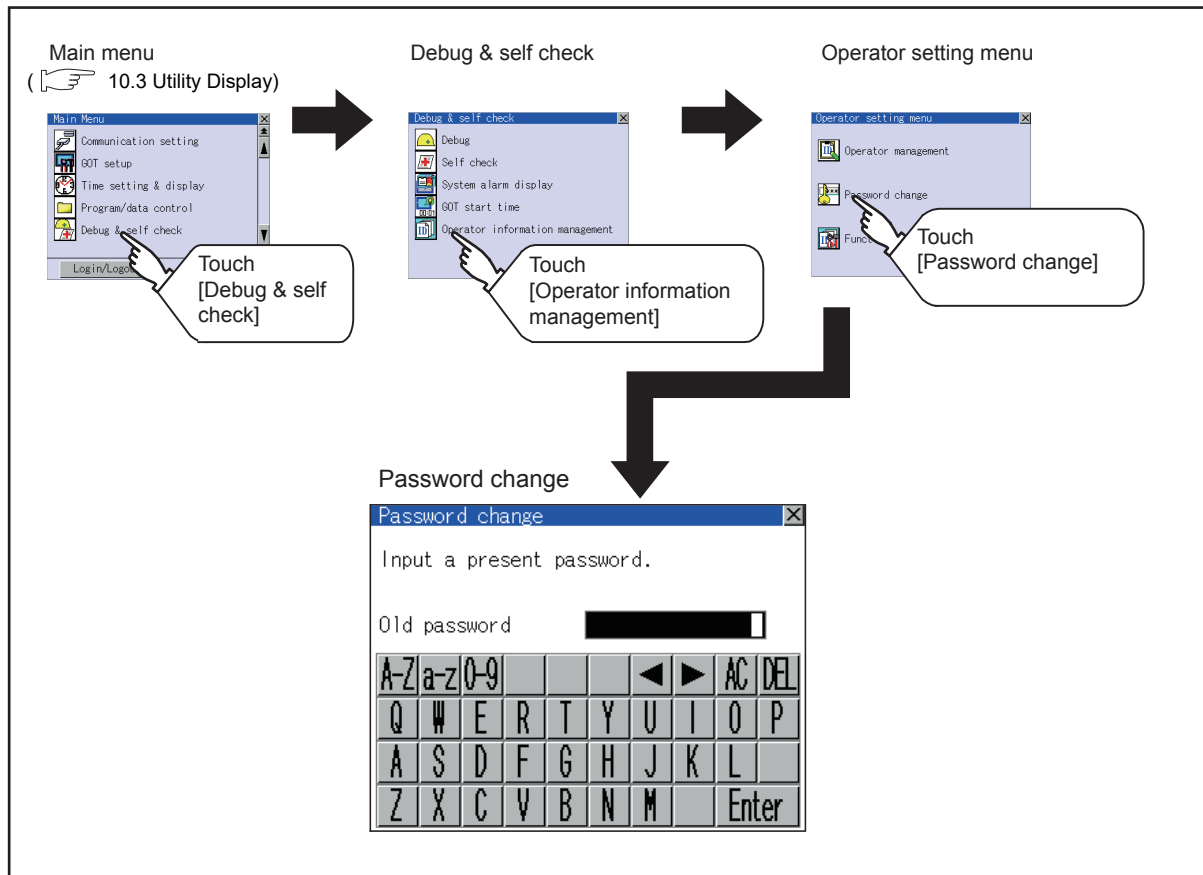 Main menu
( 10.3 Utility Display)
Debug & self check
Operator setting menu
Main Menu
Communication setting
GOT setup
Time setting & display
Program/data control
Debug & self check
Touch
[Debug & self
check]
Debug & self check
Debug
Self check
System alarm display
GOT start time
Operator information management
Touch
[Operator information
management]
Operator setting menu
Operator management
Password change
Touch
[Password change]
Password change
Password change
Input a present password.
Old password
A-Z a-z 0-9 ◀ ▶ AC DEL
Q W E R T Y U I O P
A S D F G H J K L
Z X C V B N M Enter